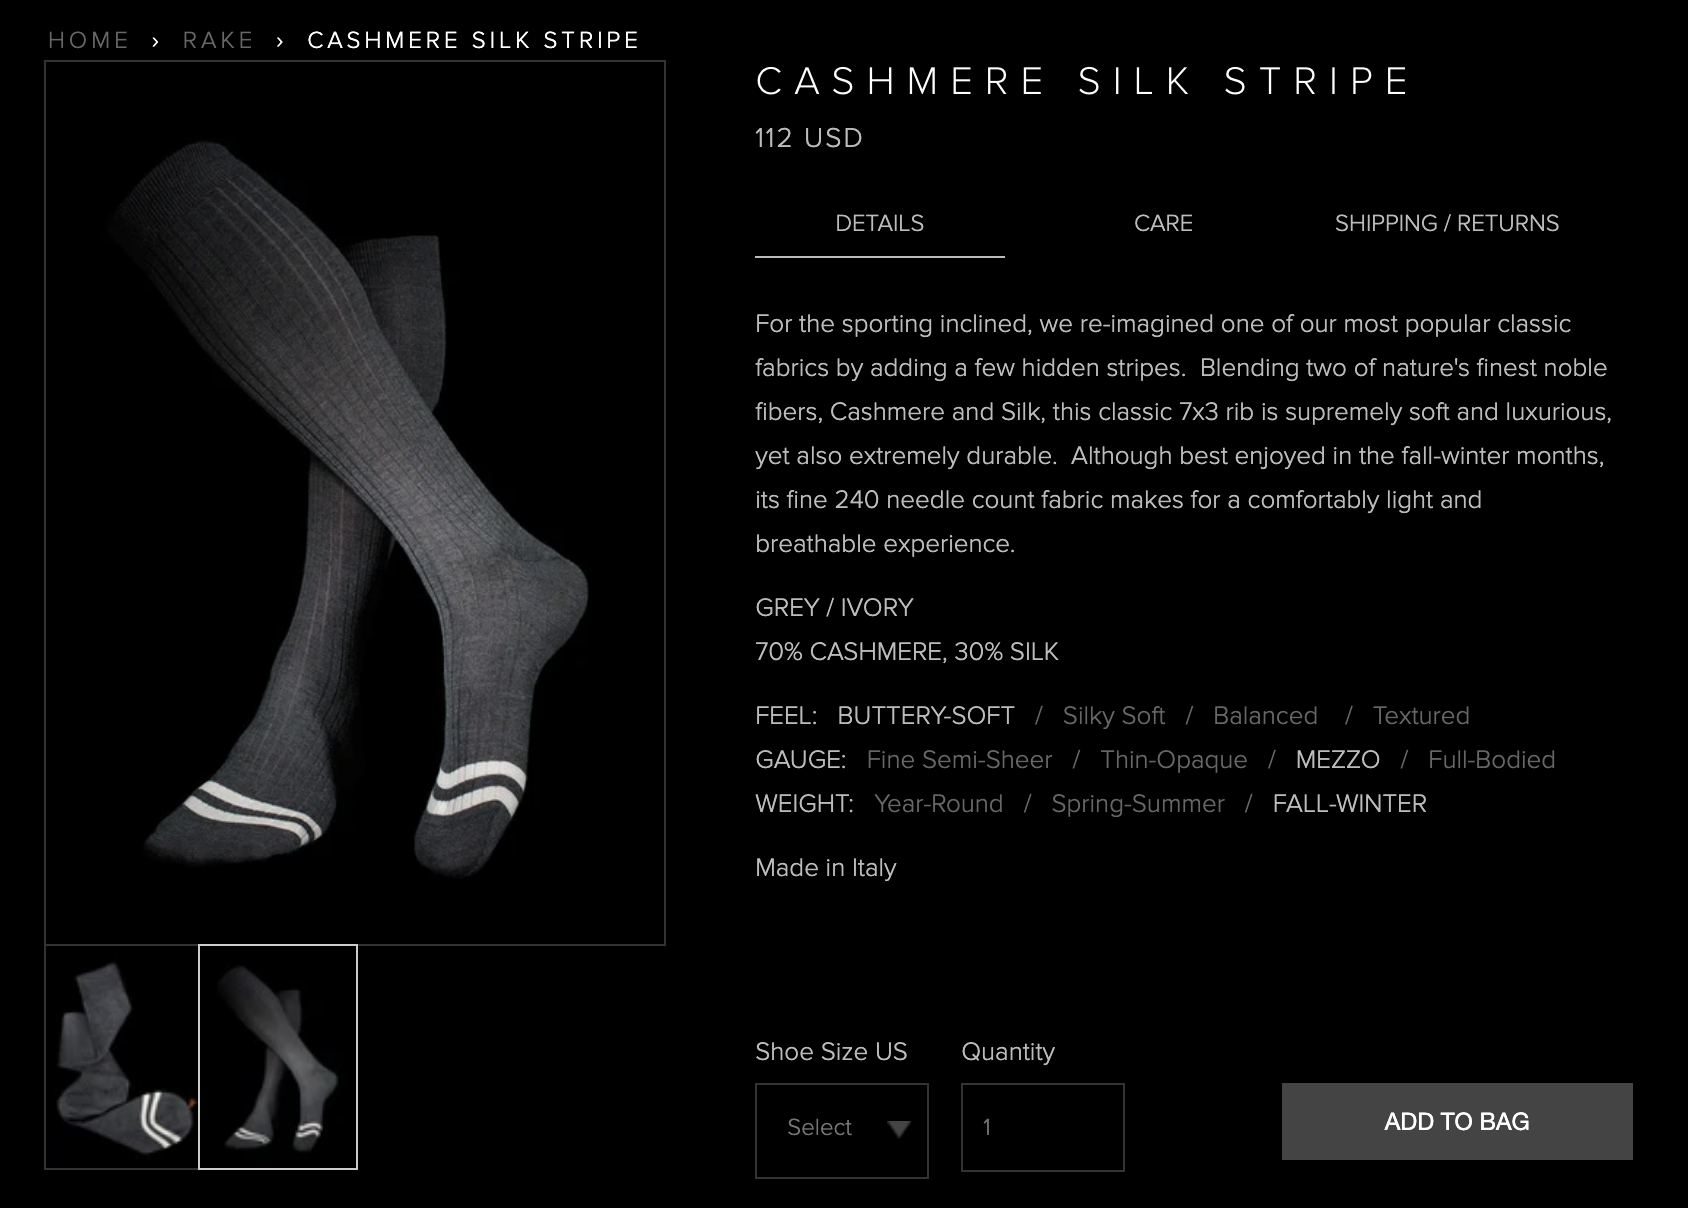 HOME › RAKE › CASHMERE SILK STRIPE
CASHMERE SILK STRIPE
112 USD
DETAILS CARE SHIPPING / RETURNS
For the sporting inclined, we re-imagined one of our most popular classic
fabrics by adding a few hidden stripes.  Blending two of nature's finest noble
fibers, Cashmere and Silk, this classic 7x3 rib is supremely soft and luxurious,
yet also extremely durable.  Although best enjoyed in the fall-winter months,
its fine 240 needle count fabric makes for a comfortably light and
breathable experience.
GREY / IVORY
70% CASHMERE, 30% SILK
FEEL: BUTTERY-SOFT / Silky Soft / Balanced / Textured
GAUGE: Fine Semi-Sheer / Thin-Opaque / MEZZO / Full-Bodied
WEIGHT: Year-Round / Spring-Summer / FALL-WINTER
Made in Italy
Shoe Size US Quantity
Select 1 ADD TO BAG